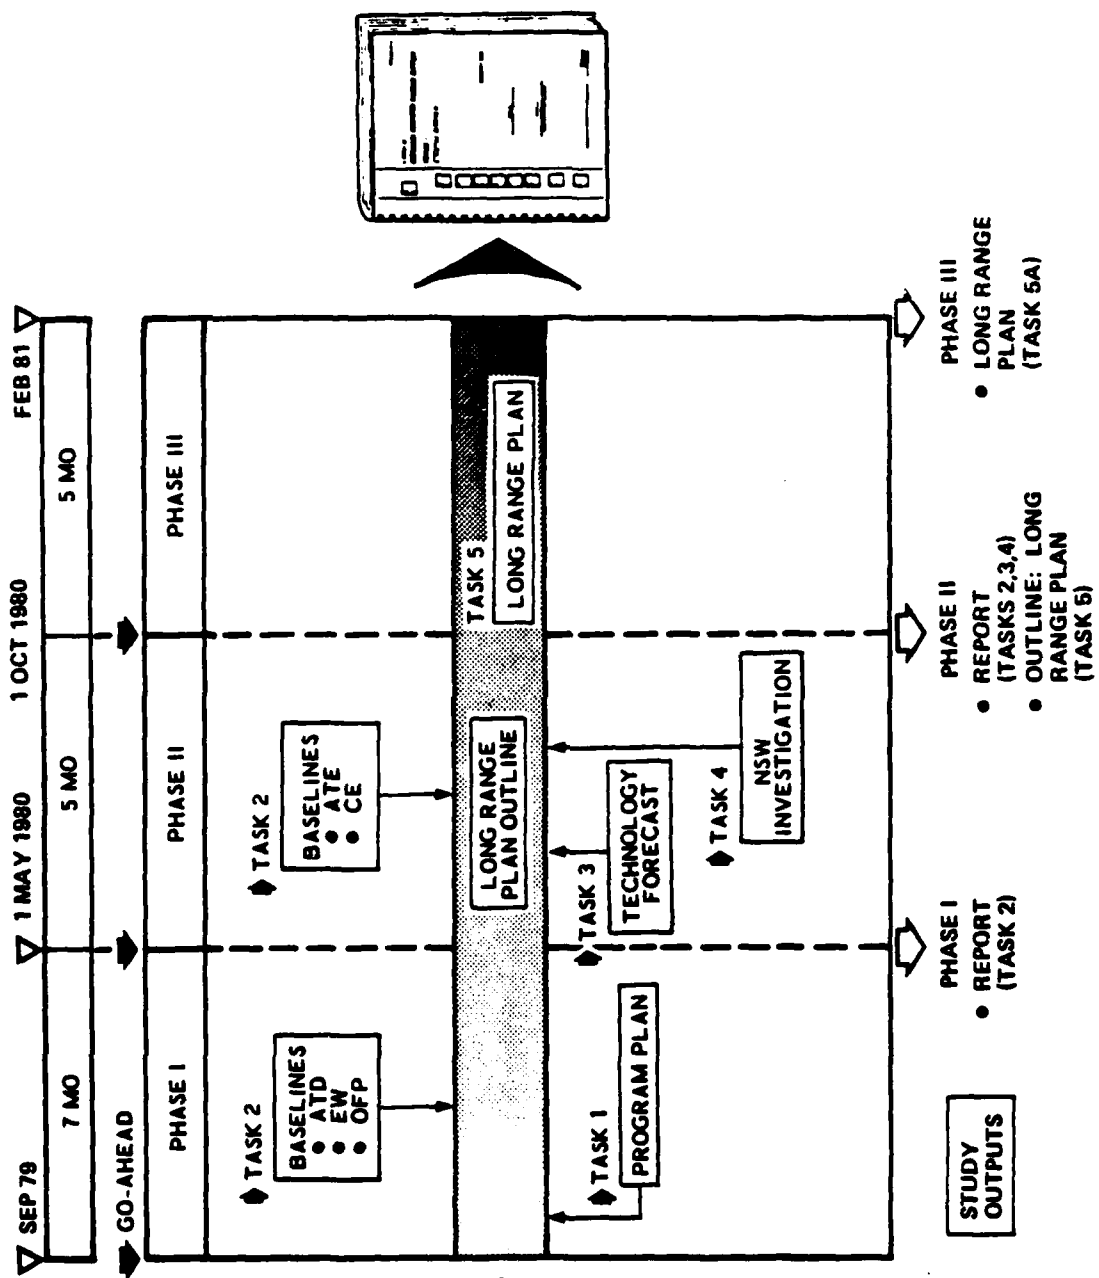 SEP 79
1 MAY 1980
1 OCT 1980
FEB 81
7 MO
5 MO
5 MO
GO-AHEAD
PHASE I
PHASE II
PHASE III
TASK 2
BASELINES
● ATD
● EW
● OFP
TASK 2
BASELINES
● ATE
● CE
LONG RANGE
PLAN OUTLINE
TASK 5
LONG RANGE PLAN
TASK 1
PROGRAM PLAN
TASK 3
TECHNOLOGY
FORECAST
TASK 4
NSW
INVESTIGATION
STUDY
OUTPUTS
PHASE I
● REPORT
(TASK 2)
PHASE II
● REPORT
(TASKS 2,3,4)
● OUTLINE: LONG
RANGE PLAN
(TASK 5)
PHASE III
● LONG RANGE
PLAN
(TASK 5A)